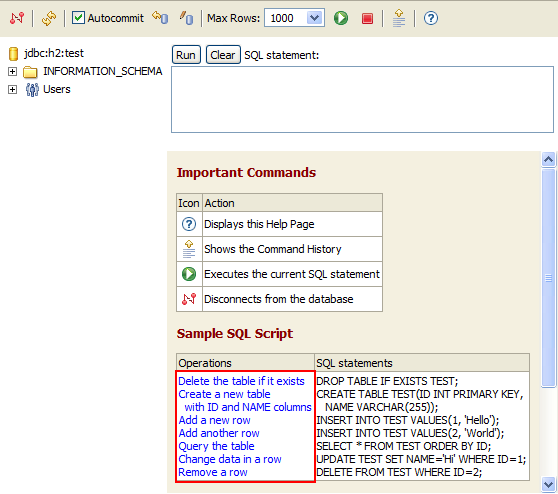 Autocommit Max Rows: 1000
jdbc:h2:test
INFORMATION_SCHEMA
Users
Run Clear SQL statement:
Important Commands
Icon Action
Displays this Help Page
Shows the Command History
Executes the current SQL statement
Disconnects from the database
Sample SQL Script
Operations SQL statements
Delete the table if it exists DROP TABLE IF EXISTS TEST;
Create a new table CREATE TABLE TEST(ID INT PRIMARY KEY,
with ID and NAME columns NAME VARCHAR(255));
Add a new row INSERT INTO TEST VALUES(1, 'Hello');
Add another row INSERT INTO TEST VALUES(2, 'World');
Query the table SELECT * FROM TEST ORDER BY ID;
Change data in a row UPDATE TEST SET NAME='Hi' WHERE ID=1;
Remove a row DELETE FROM TEST WHERE ID=2;